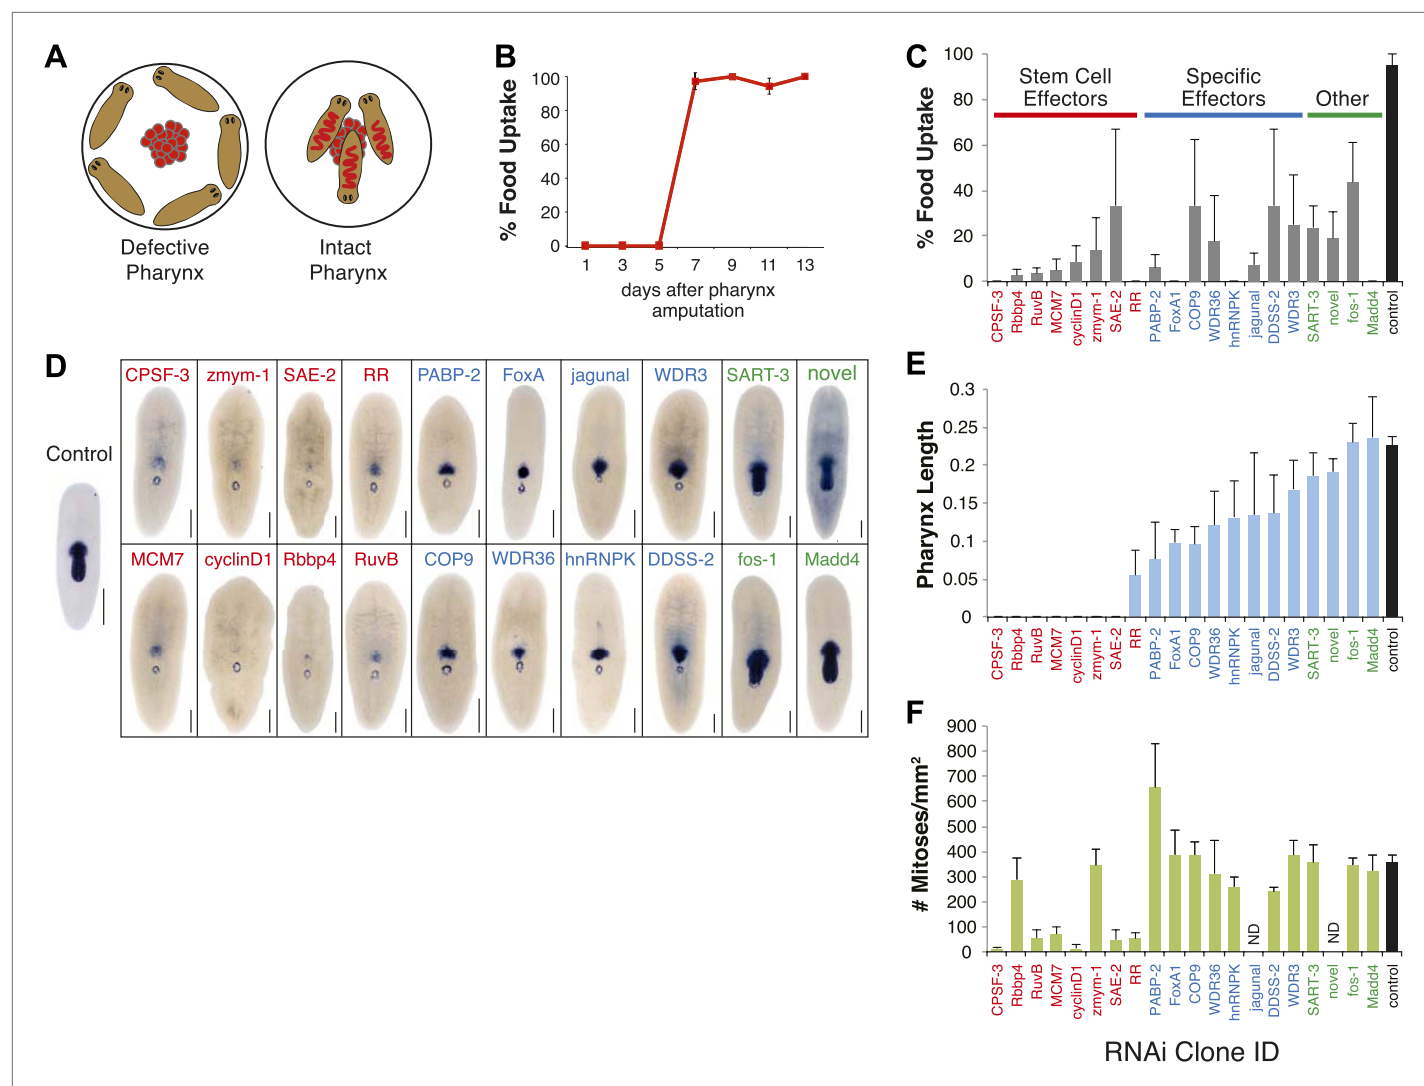 A
Defective
Pharynx
Intact
Pharynx
B
% Food Uptake
100
80
60
40
20
0
1 3 5 7 9 11 13
days after pharynx
amputation
C
% Food Uptake
100
80
60
40
20
0
Stem Cell
Effectors
Specific
Effectors
Other
CPSF-3
Rbbp4
RuvB
MCM7
cyclinD1
zmym-1
SAE-2
RR
PABP-2
FoxA1
COP9
WDR36
hnRNPK
jagunal
DDSS-2
WDR3
SART-3
novel
fos-1
Madd4
control
D
Control
CPSF-3 zmym-1 SAE-2 RR PABP-2 FoxA jagunal WDR3 SART-3 novel
MCM7 cyclinD1 Rbbp4 RuvB COP9 WDR36 hnRNPK DDSS-2 fos-1 Madd4
E
Pharynx Length
0.3
0.25
0.2
0.15
0.1
0.05
0
CPSF-3
Rbbp4
RuvB
MCM7
cyclinD1
zmym-1
SAE-2
RR
PABP-2
FoxA1
COP9
WDR36
hnRNPK
jagunal
DDSS-2
WDR3
SART-3
novel
fos-1
Madd4
control
F
# Mitoses/mm²
900
800
700
600
500
400
300
200
100
0
ND
ND
CPSF-3
Rbbp4
RuvB
MCM7
cyclinD1
zmym-1
SAE-2
RR
PABP-2
FoxA1
COP9
WDR36
hnRNPK
jagunal
DDSS-2
WDR3
SART-3
novel
fos-1
Madd4
control
RNAi Clone ID